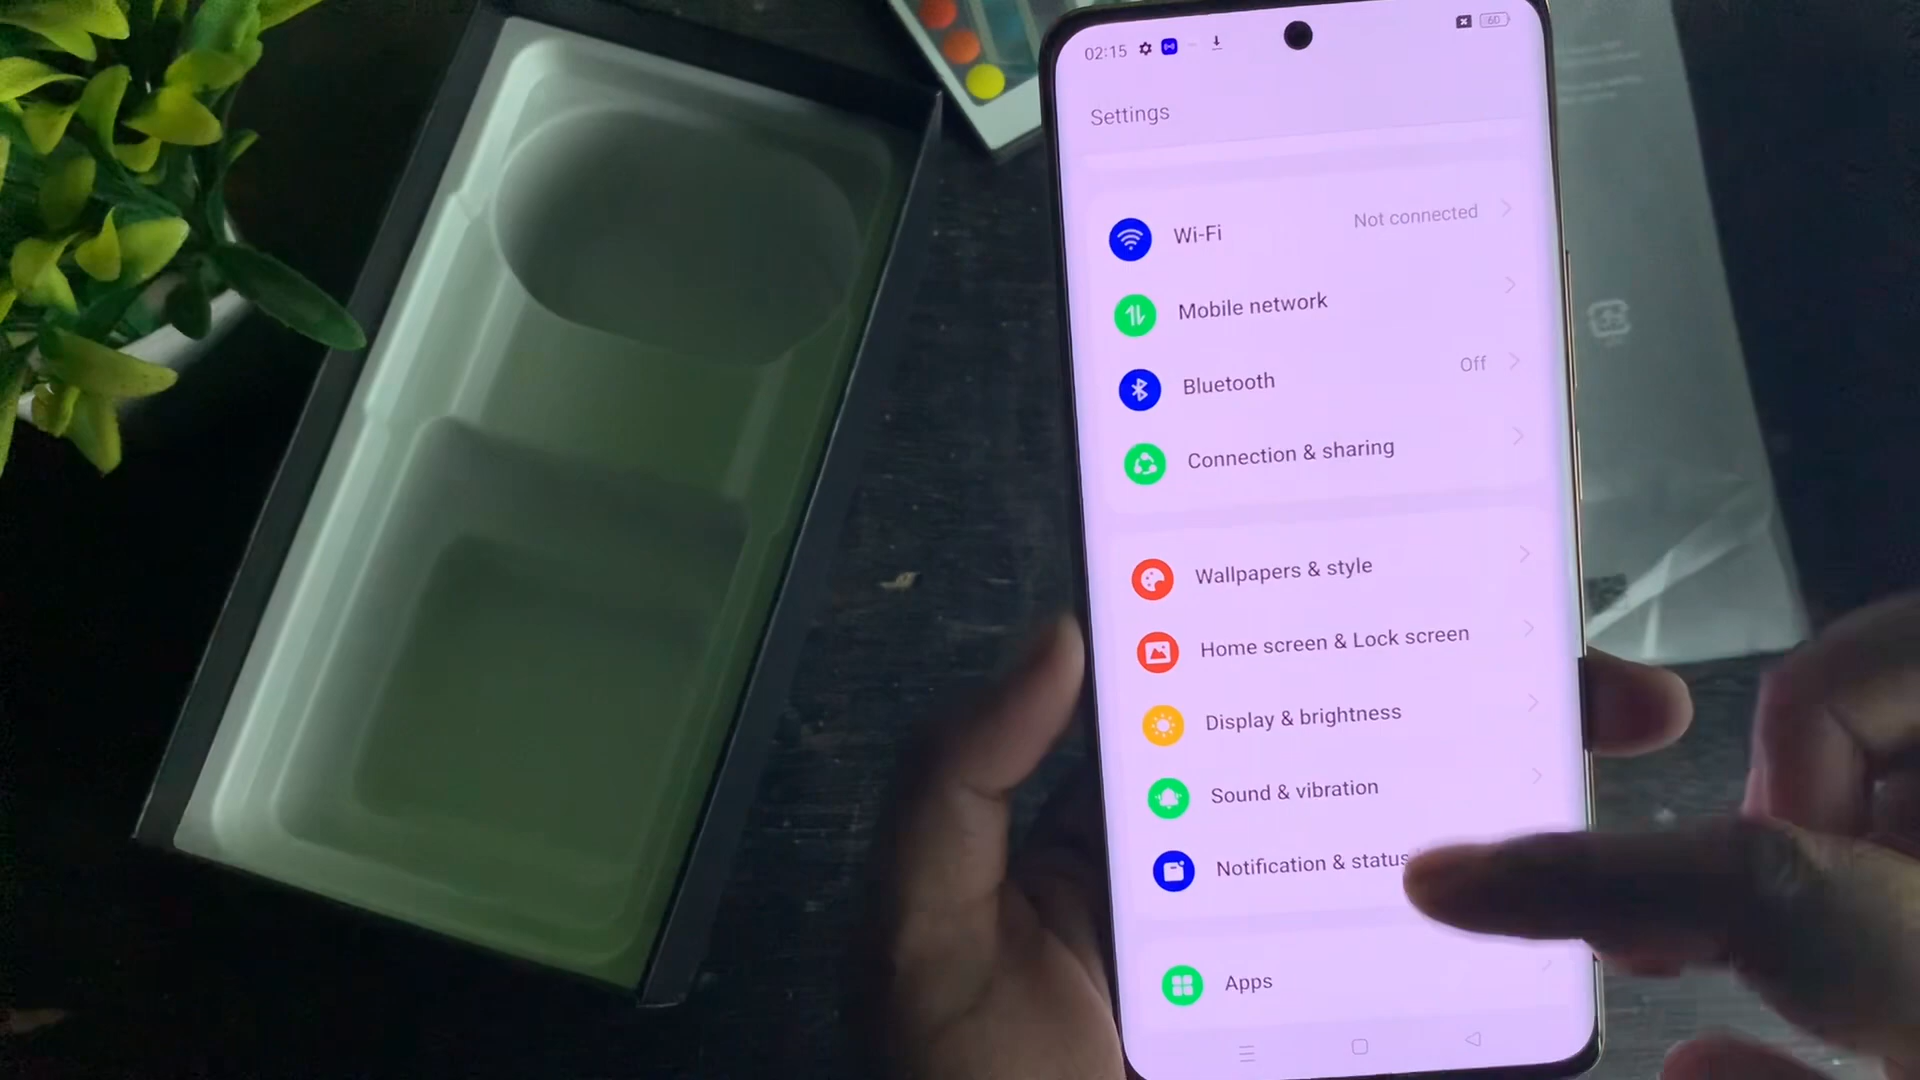 02:15
60
Settings
Wi-Fi Not connected
Mobile network
Bluetooth Off
Connection & sharing
Wallpapers & style
Home screen & Lock screen
Display & brightness
Sound & vibration
Notification & status
Apps